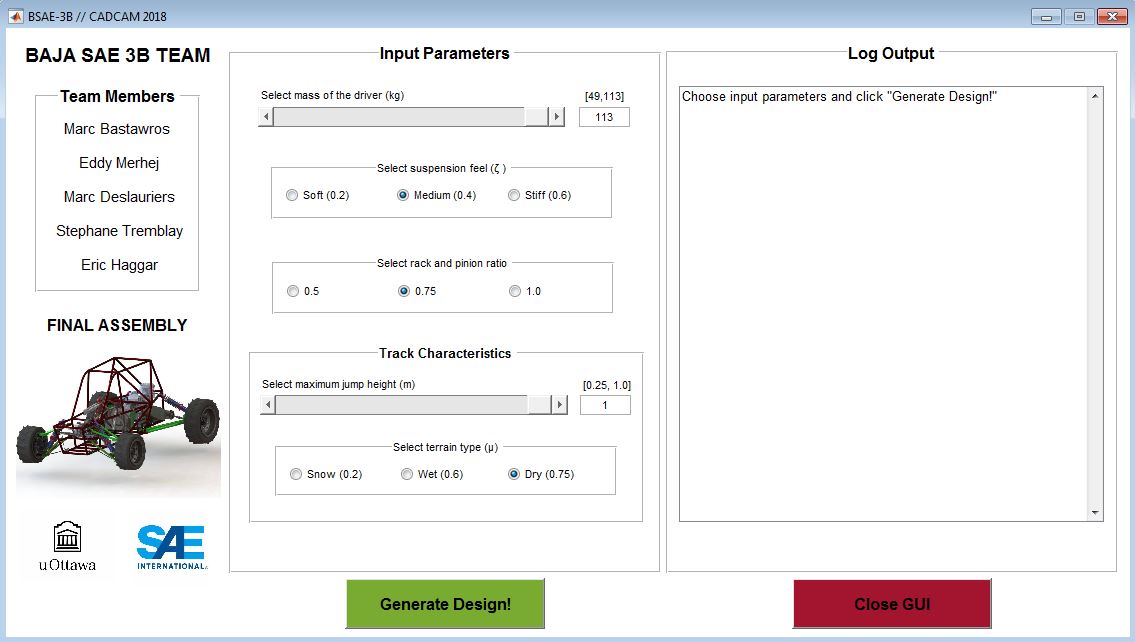 BSAE-3B // CADCAM 2018
BAJA SAE 3B TEAM
Team Members
Marc Bastawros
Eddy Merhej
Marc Deslauriers
Stephane Tremblay
Eric Haggar
FINAL ASSEMBLY
uOttawa
SAE
INTERNATIONAL
Input Parameters
Select mass of the driver (kg)
[49,113]
113
Select suspension feel (ζ )
Soft (0.2)
Medium (0.4)
Stiff (0.6)
Select rack and pinion ratio
0.5
0.75
1.0
Track Characteristics
Select maximum jump height (m)
[0.25, 1.0]
1
Select terrain type (μ)
Snow (0.2)
Wet (0.6)
Dry (0.75)
Generate Design!
Log Output
Choose input parameters and click "Generate Design!"
Close GUI